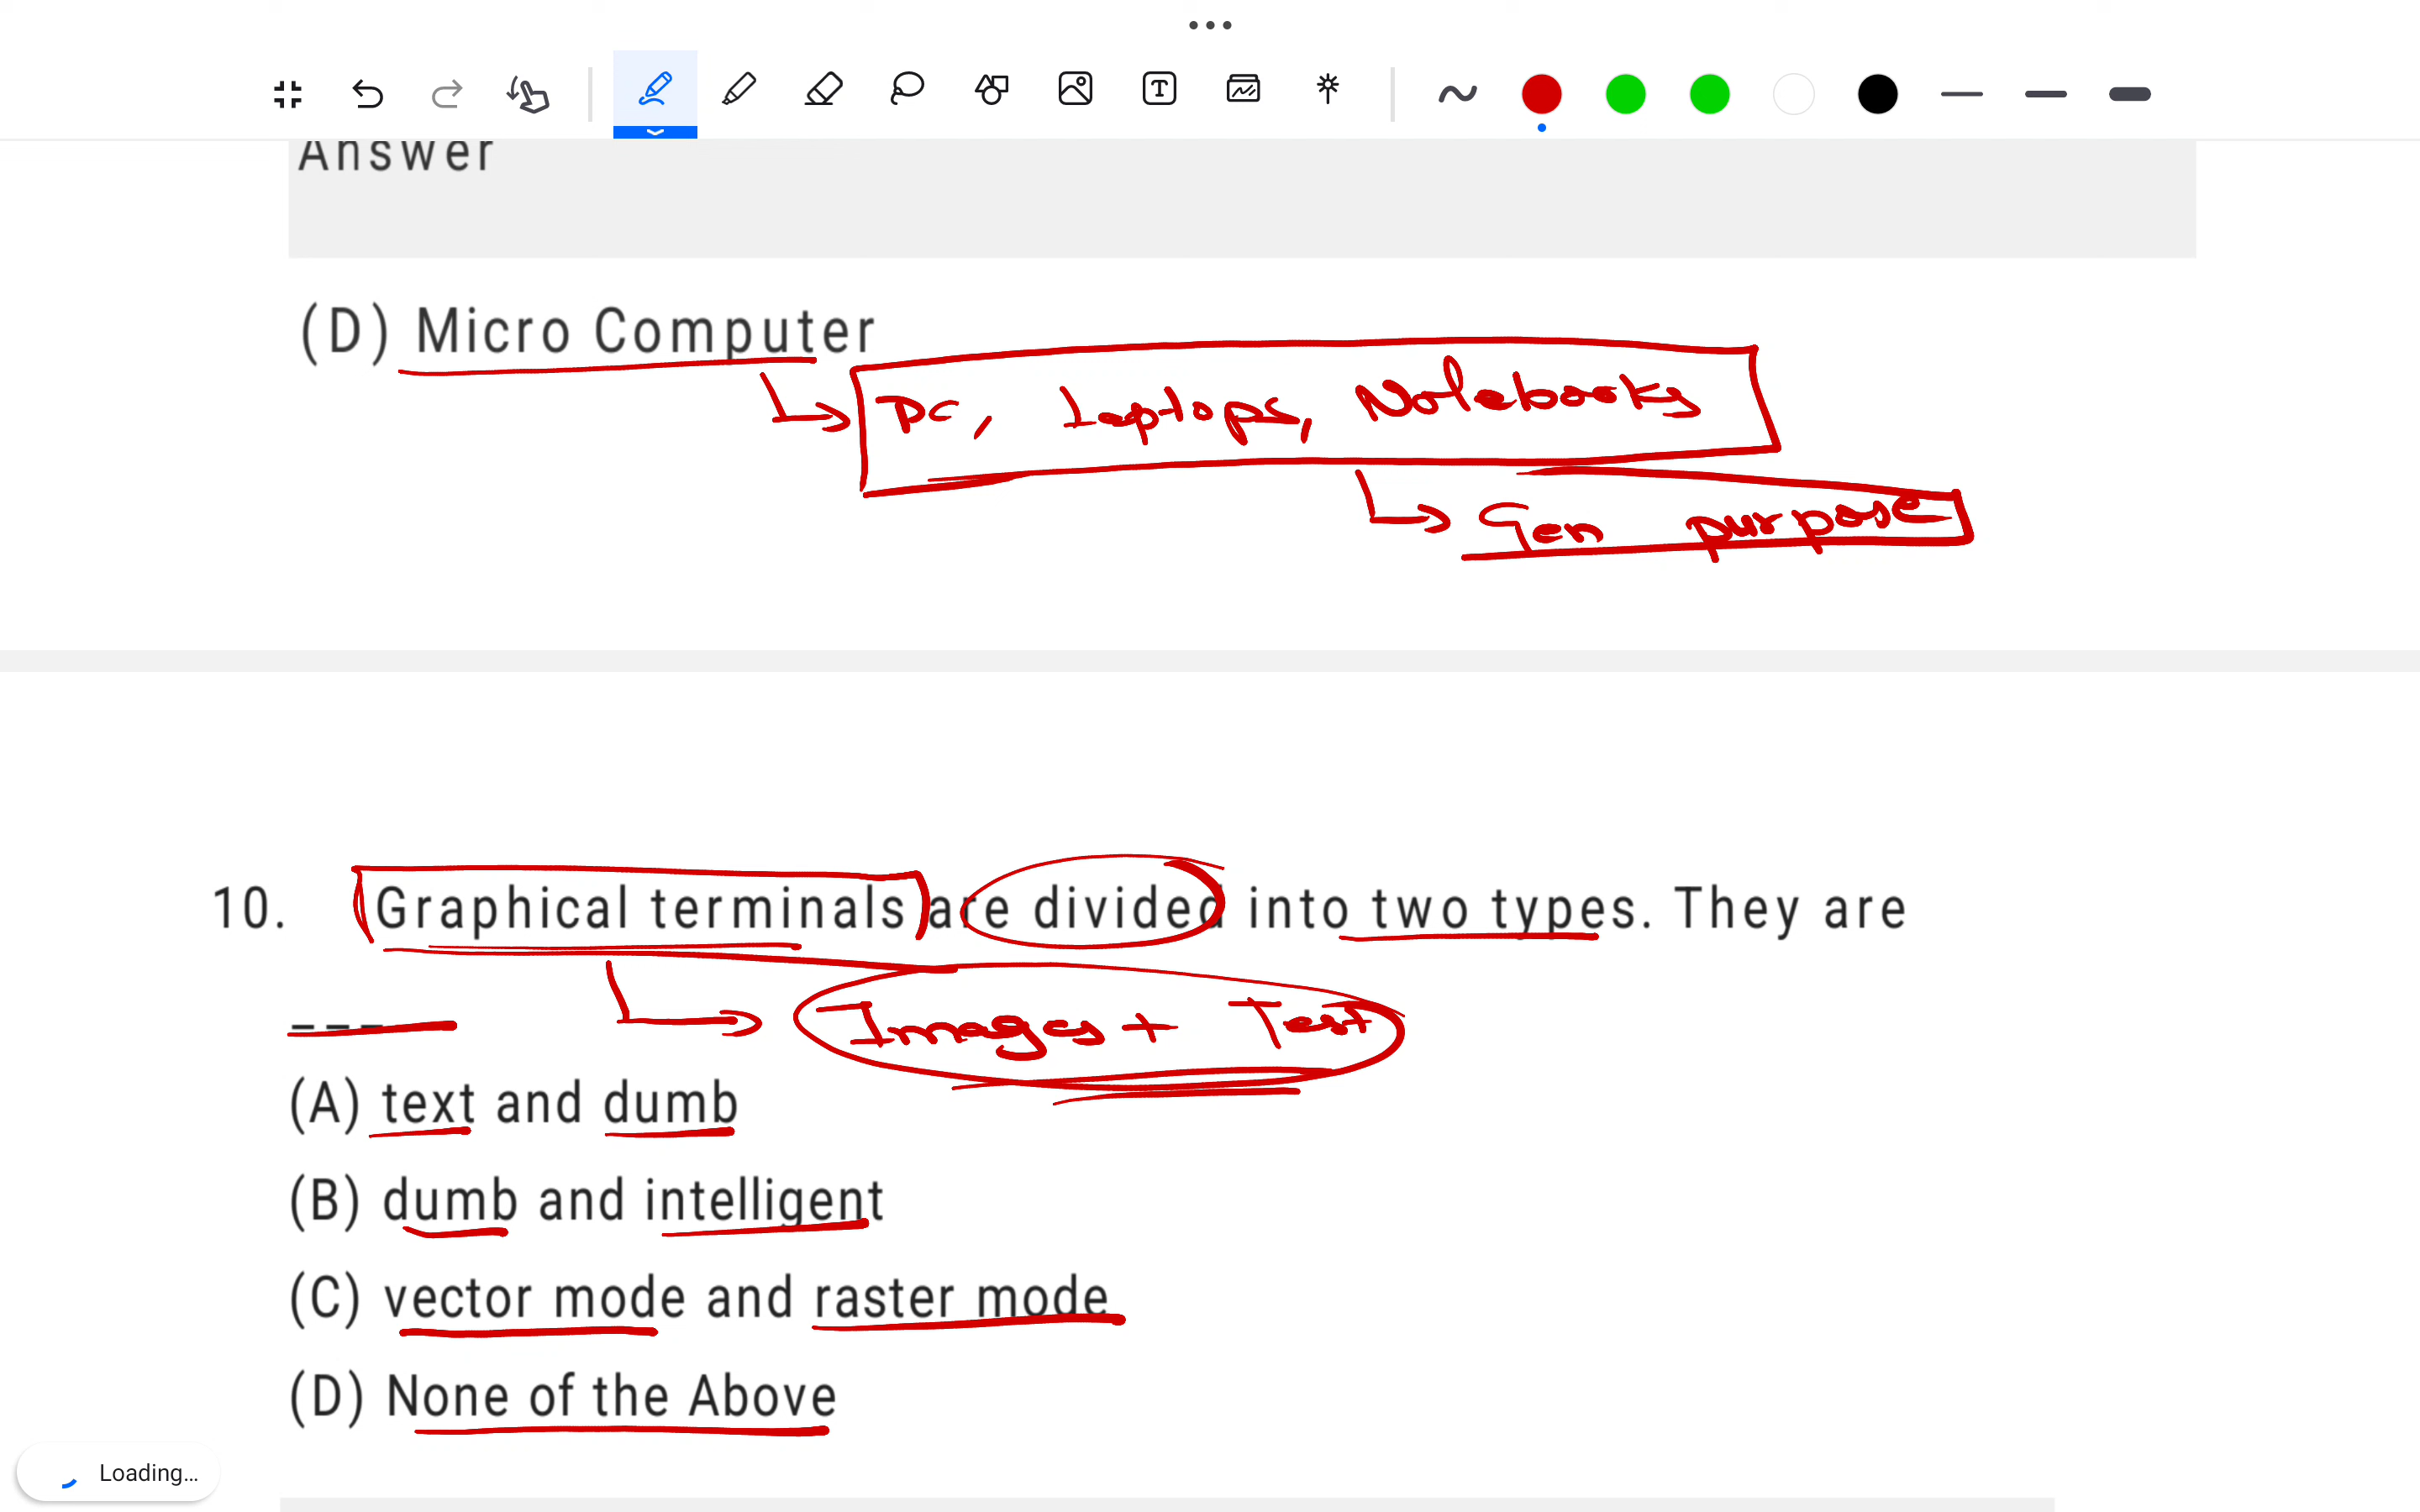 Answer
(D) Micro Computer
PC, Laptops, Notebooks
Gen purpose
10. Graphical terminals are divided into two types. They are
___
Images + Text
(A) text and dumb
(B) dumb and intelligent
(C) vector mode and raster mode
(D) None of the Above
Loading...